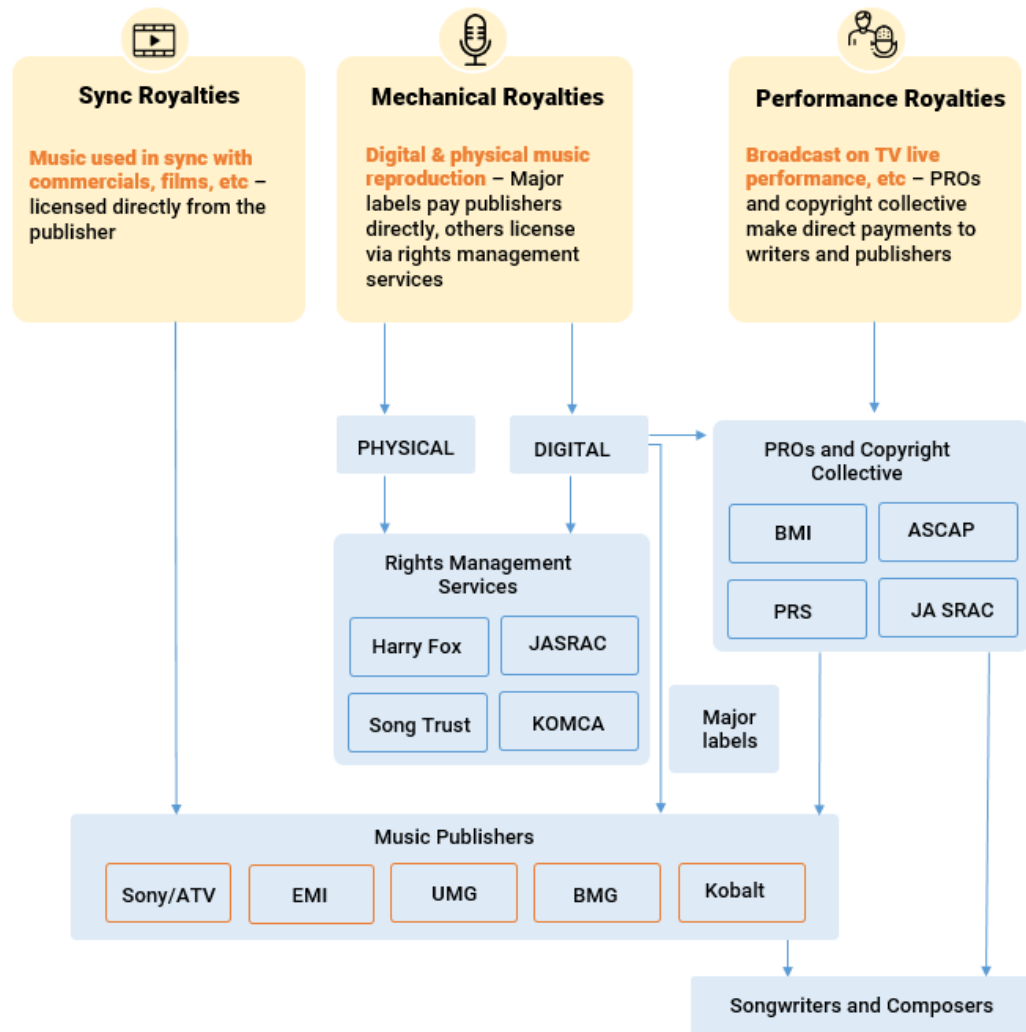 Sync Royalties
Music used in sync with
commercials, films, etc –
licensed directly from the
publisher
Mechanical Royalties
Digital & physical music
reproduction – Major
labels pay publishers
directly, others license
via rights management
services
Performance Royalties
Broadcast on TV live
performance, etc – PROs
and copyright collective
make direct payments to
writers and publishers
PHYSICAL
DIGITAL
PROs and Copyright
Collective
BMI
ASCAP
PRS
JA SRAC
Rights Management
Services
Harry Fox
JASRAC
Song Trust
KOMCA
Major
labels
Music Publishers
Sony/ATV
EMI
UMG
BMG
Kobalt
Songwriters and Composers